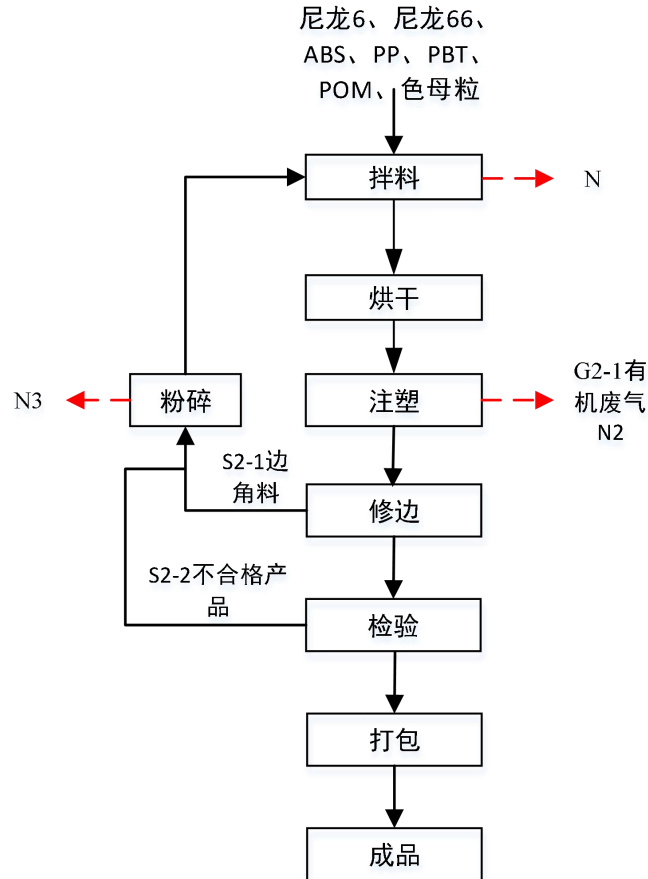 尼龙6、尼龙66、
ABS、PP、PBT、
POM、色母粒
拌料
N
烘干
G2-1有
机废气
N2
注塑
粉碎
N3
S2-1边
角料
修边
S2-2不合格产
品
检验
打包
成品